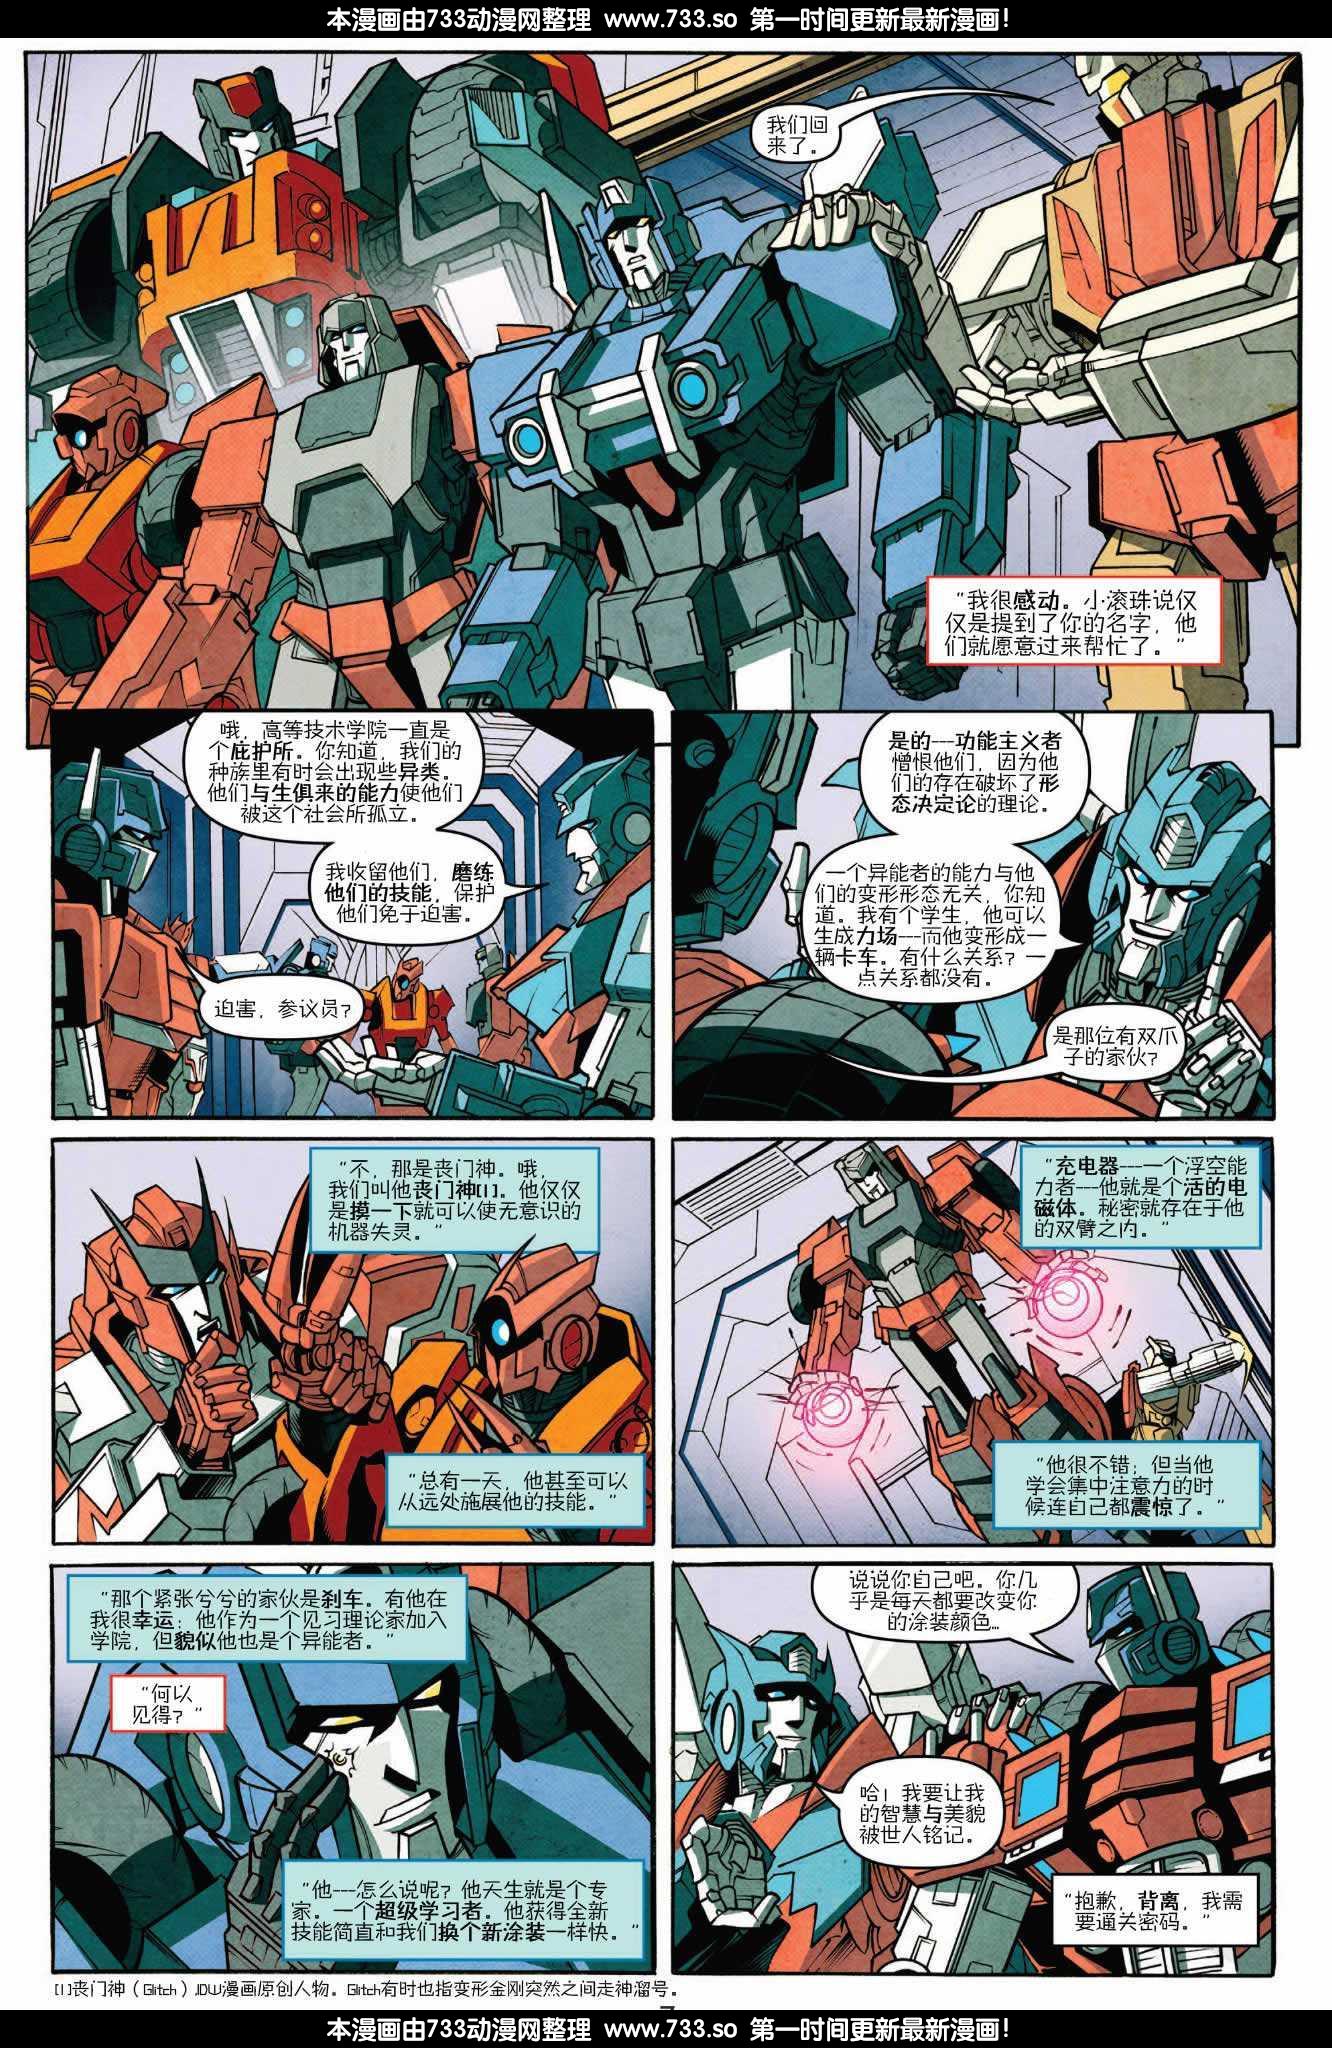 本漫画由733动漫网整理 www.733.so 第一时间更新最新漫画！
我们回
来了。
“我很感动。小滚珠说仅
仅是提到了你的名字，他
们就愿意过来帮忙了。”
哦，高等技术学院一直是
个庇护所。你知道，我们的
种族里有时会出现些异类。
他们与生俱来的能力使他们
被这个社会所孤立。
我收留他们，磨练
他们的技能，保护
他们免于迫害。
迫害，参议员？
是的---功能主义者
憎恨他们，因为他
们的存在破坏了形
态决定论的理论。
一个异能者的能力与他
们的变形形态无关，你知
道。我有个学生，他可以
生成力场---而他变形成一
辆卡车。有什么关系？一
点关系都没有。
是那位有双爪
子的家伙？
“不，那是丧门神。哦，
我们叫他丧门神[1]。他仅仅
是摸一下就可以使无意识的
机器失灵。”
“总有一天，他甚至可以
从远处施展他的技能。”
“充电器---一个浮空能
力者---他就是个活的电
磁体。秘密就存在于他
的双臂之内。”
“他很不错；但当他
学会集中注意力的时
候连自己都震惊了。”
“那个紧张兮兮的家伙是刹车。有他在
我很幸运；他作为一个见习理论家加入
学院，但貌似他也是个异能者。”
“何以
见得？”
“他---怎么说呢？他天生就是个专
家。一个超级学习者。他获得全新
技能简直和我们换个新涂装一样快。”
说说你自己吧。你几
乎是每天都要改变你
的涂装颜色...
哈！我要让我
的智慧与美貌
被世人铭记。
“抱歉，背离，我需
要通关密码。”
[1]丧门神（Glitch）,IDW漫画原创人物。Glitch有时也指变形金刚突然之间走神溜号。
7
本漫画由733动漫网整理 www.733.so 第一时间更新最新漫画！